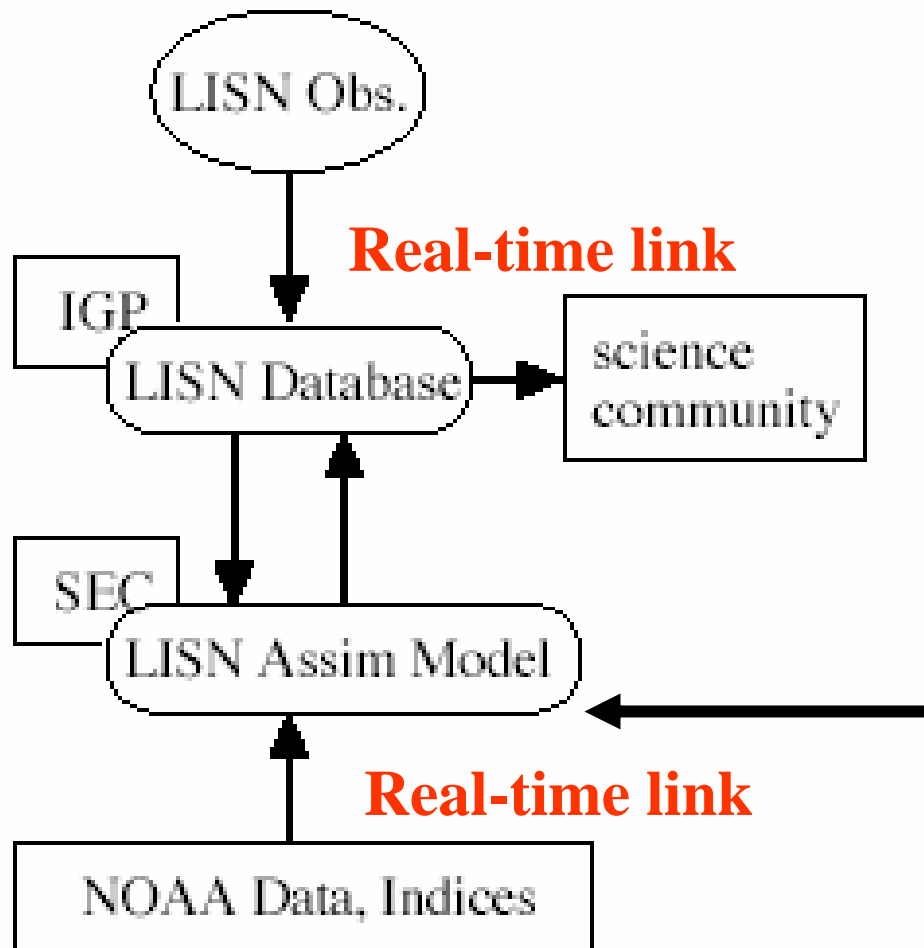 LISN Obs.
Real-time link
IGP
LISN Database
science
community
SEC
LISN Assim Model
Real-time link
NOAA Data, Indices